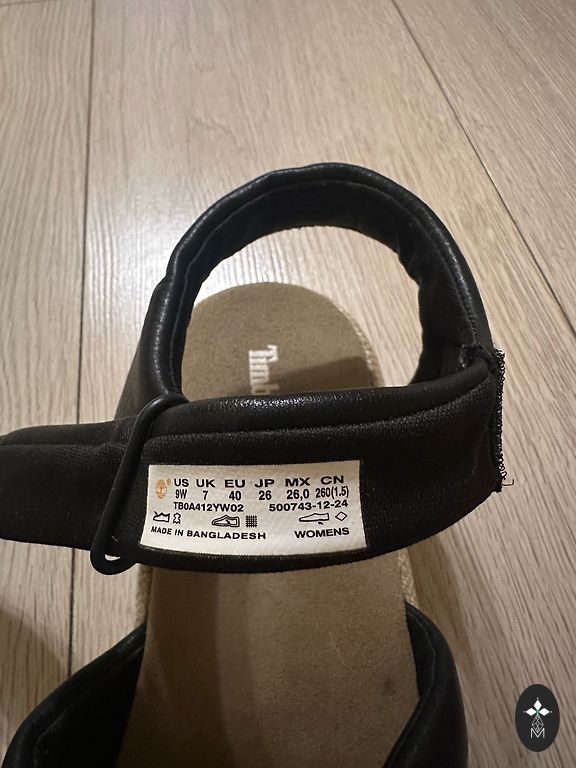 Timb
US UK EU JP MX CN
9W 7 40 26 26,0 260(1.5)
TB0A412YW02 500743-12-24
MADE IN BANGLADESH WOMENS
M